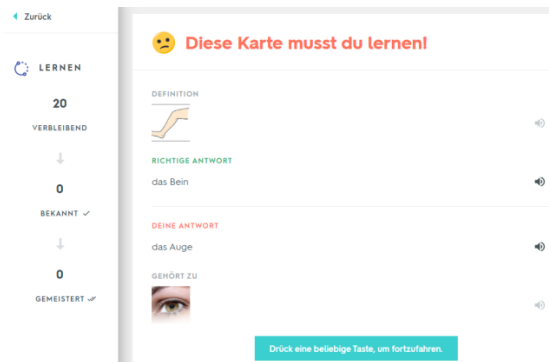 Zurück
LERNEN
20
VERBLEIBEND
0
BEKANNT
0
GEMEISTERT
Diese Karte musst du lernen!
DEFINITION
RICHTIGE ANTWORT
das Bein
DEINE ANTWORT
das Auge
GEHÖRT ZU
Drück eine beliebige Taste, um fortzufahren.